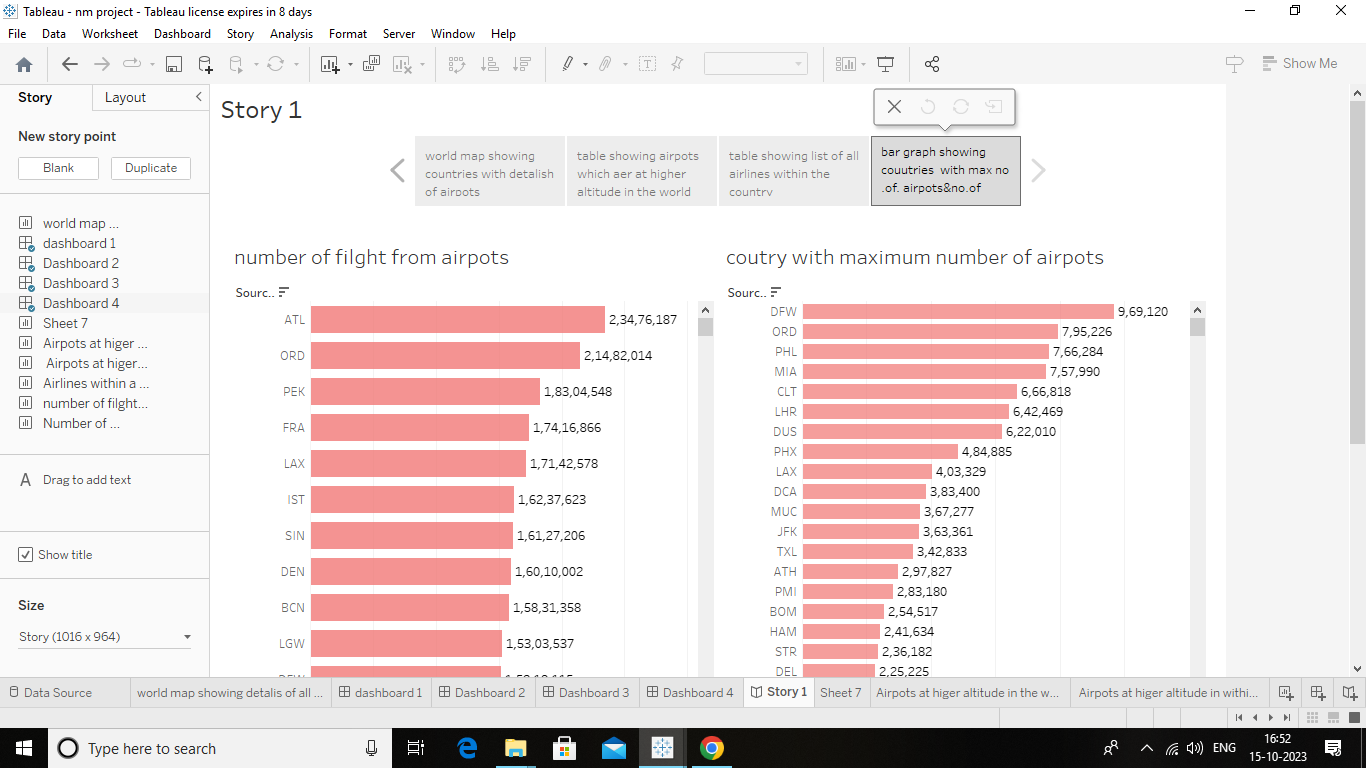 Tableau - nm project - Tableau license expires in 8 days
File Data Worksheet Dashboard Story Analysis Format Server Window Help
Show Me
Story Layout
New story point
Blank Duplicate
world map ...
dashboard 1
Dashboard 2
Dashboard 3
Dashboard 4
Sheet 7
Airpots at higer ...
Airpots at higer...
Airlines within a ...
number of filght...
Number of ...
Drag to add text
Show title
Size
Story (1016 x 964)
Story 1
world map showing
countries with detalish
of airpots
table showing airpots
which aer at higher
altitude in the world
table showing list of all
airlines within the
country
bar graph showing
couutries with max no
.of. airpots&no.of
number of filght from airpots
Sourc..
ATL 2,34,76,187
ORD 2,14,82,014
PEK 1,83,04,548
FRA 1,74,16,866
LAX 1,71,42,578
IST 1,62,37,623
SIN 1,61,27,206
DEN 1,60,10,002
BCN 1,58,31,358
LGW 1,53,03,537
coutry with maximum number of airpots
Sourc..
DFW 9,69,120
ORD 7,95,226
PHL 7,66,284
MIA 7,57,990
CLT 6,66,818
LHR 6,42,469
DUS 6,22,010
PHX 4,84,885
LAX 4,03,329
DCA 3,83,400
MUC 3,67,277
JFK 3,63,361
TXL 3,42,833
ATH 2,97,827
PMI 2,83,180
BOM 2,54,517
HAM 2,41,634
STR 2,36,182
DEL 2,25,225
Data Source world map showing detalis of all ... dashboard 1 Dashboard 2 Dashboard 3 Dashboard 4 Story 1 Sheet 7 Airpots at higer altitude in the w... Airpots at higer altitude in withi...
Type here to search
ENG
16:52
15-10-2023